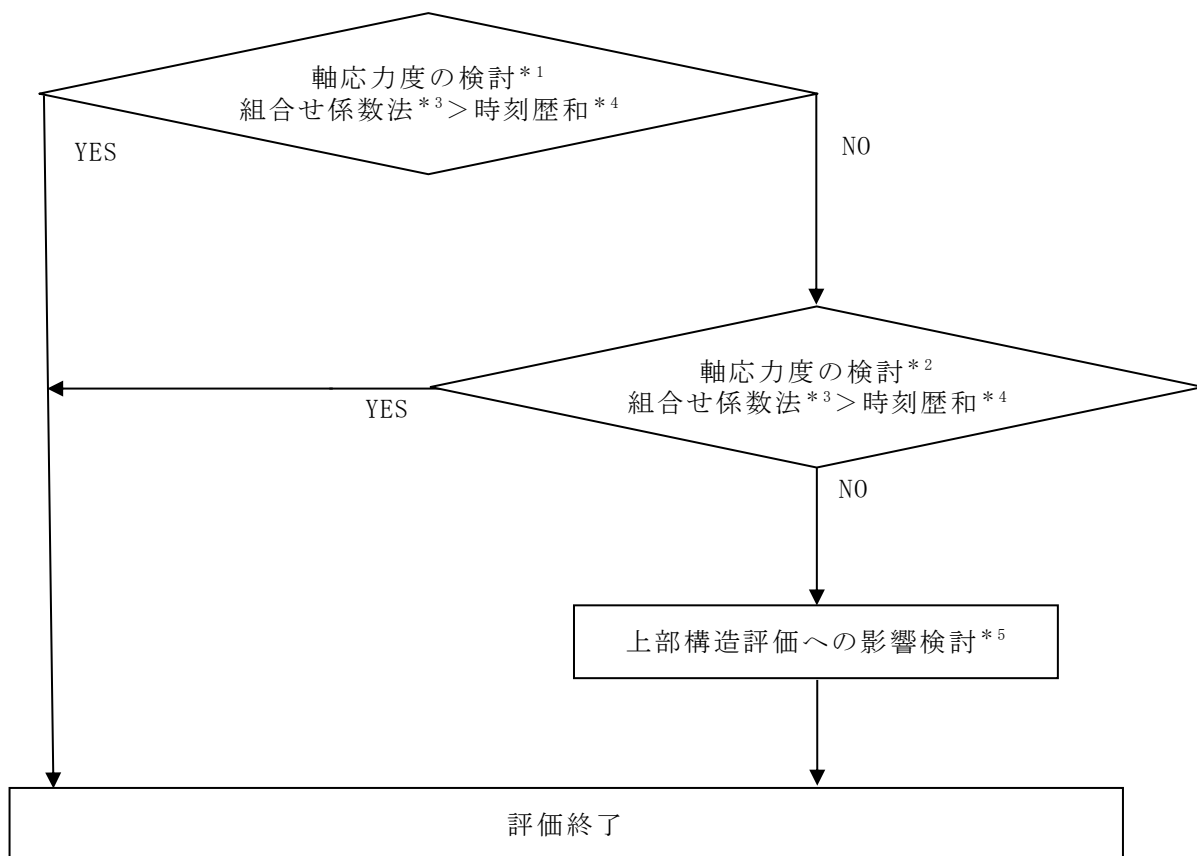 軸応力度の検討*1
組合せ係数法*3>時刻歴和*4
YES
NO
軸応力度の検討*2
組合せ係数法*3>時刻歴和*4
YES
NO
上部構造評価への影響検討*5
評価終了